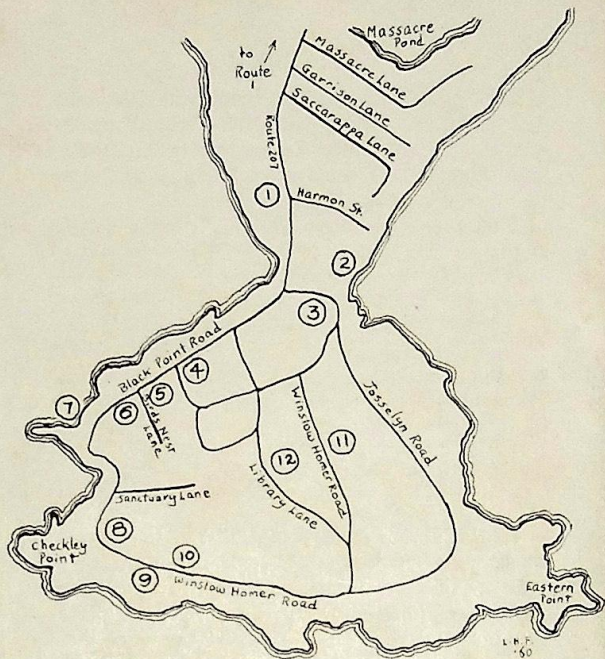 Massacre
Pond
to
Route
1
Massacre Lane
Garrison Lane
Saccarappa Lane
Route 207
1
Harmon St.
2
3
Black Point Road
4
5
6
7
Birds Nest
Lane
Josselyn Road
Winslow Homer Road
11
12
Library Lane
Sanctuary Lane
8
Checkley
Point
10
9
Winslow Homer Road
Eastern
Point
L.H.F.
'60